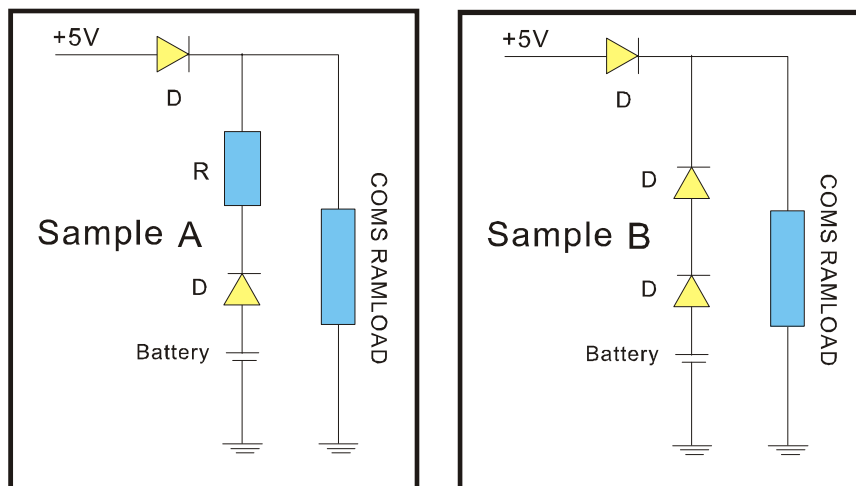 +5V
D
R
Sample A
D
Battery
COMS RAMLOAD
+5V
D
D
Sample B
D
Battery
COMS RAMLOAD